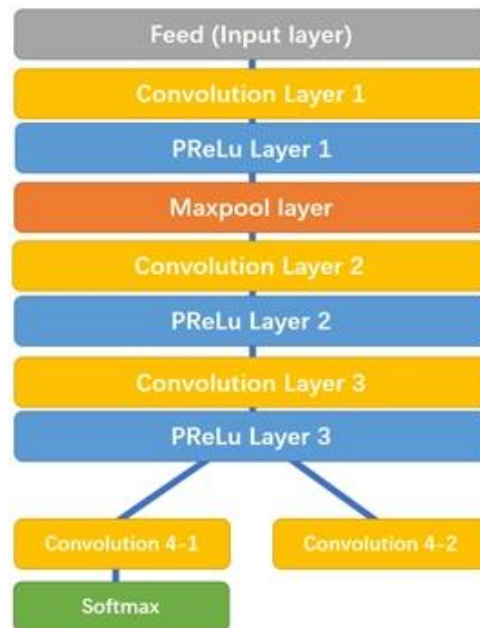 Feed (Input layer)
Convolution Layer 1
PReLu Layer 1
Maxpool layer
Convolution Layer 2
PReLu Layer 2
Convolution Layer 3
PReLu Layer 3
Convolution 4-1
Convolution 4-2
Softmax